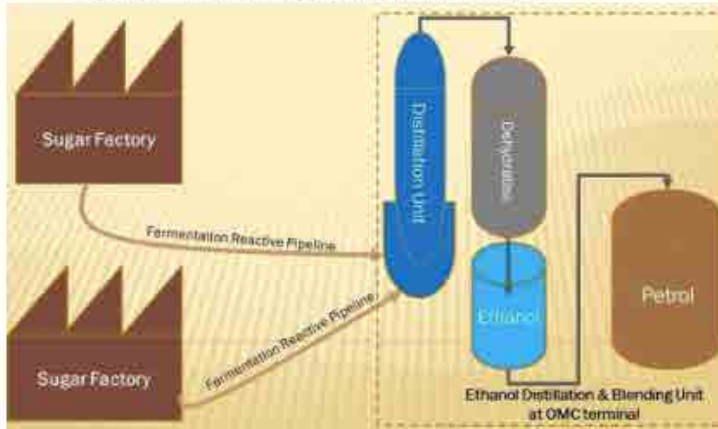 Sugar Factory
Distillation Unit
Dehydration
Fermentation Reactive Pipeline
Fermentation Reactive Pipeline
Ethanol
Petrol
Sugar Factory
Ethanol Distillation & Blending Unit
at OMC terminal